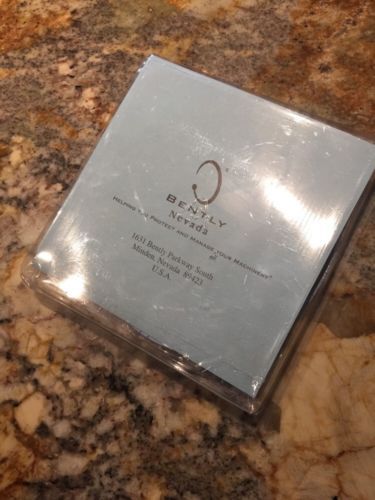 BENTLY
Nevada
HELPING YOU PROTECT AND MANAGE YOUR MACHINERY®
1631 Bently Parkway South
Minden, Nevada 89423
U.S.A.